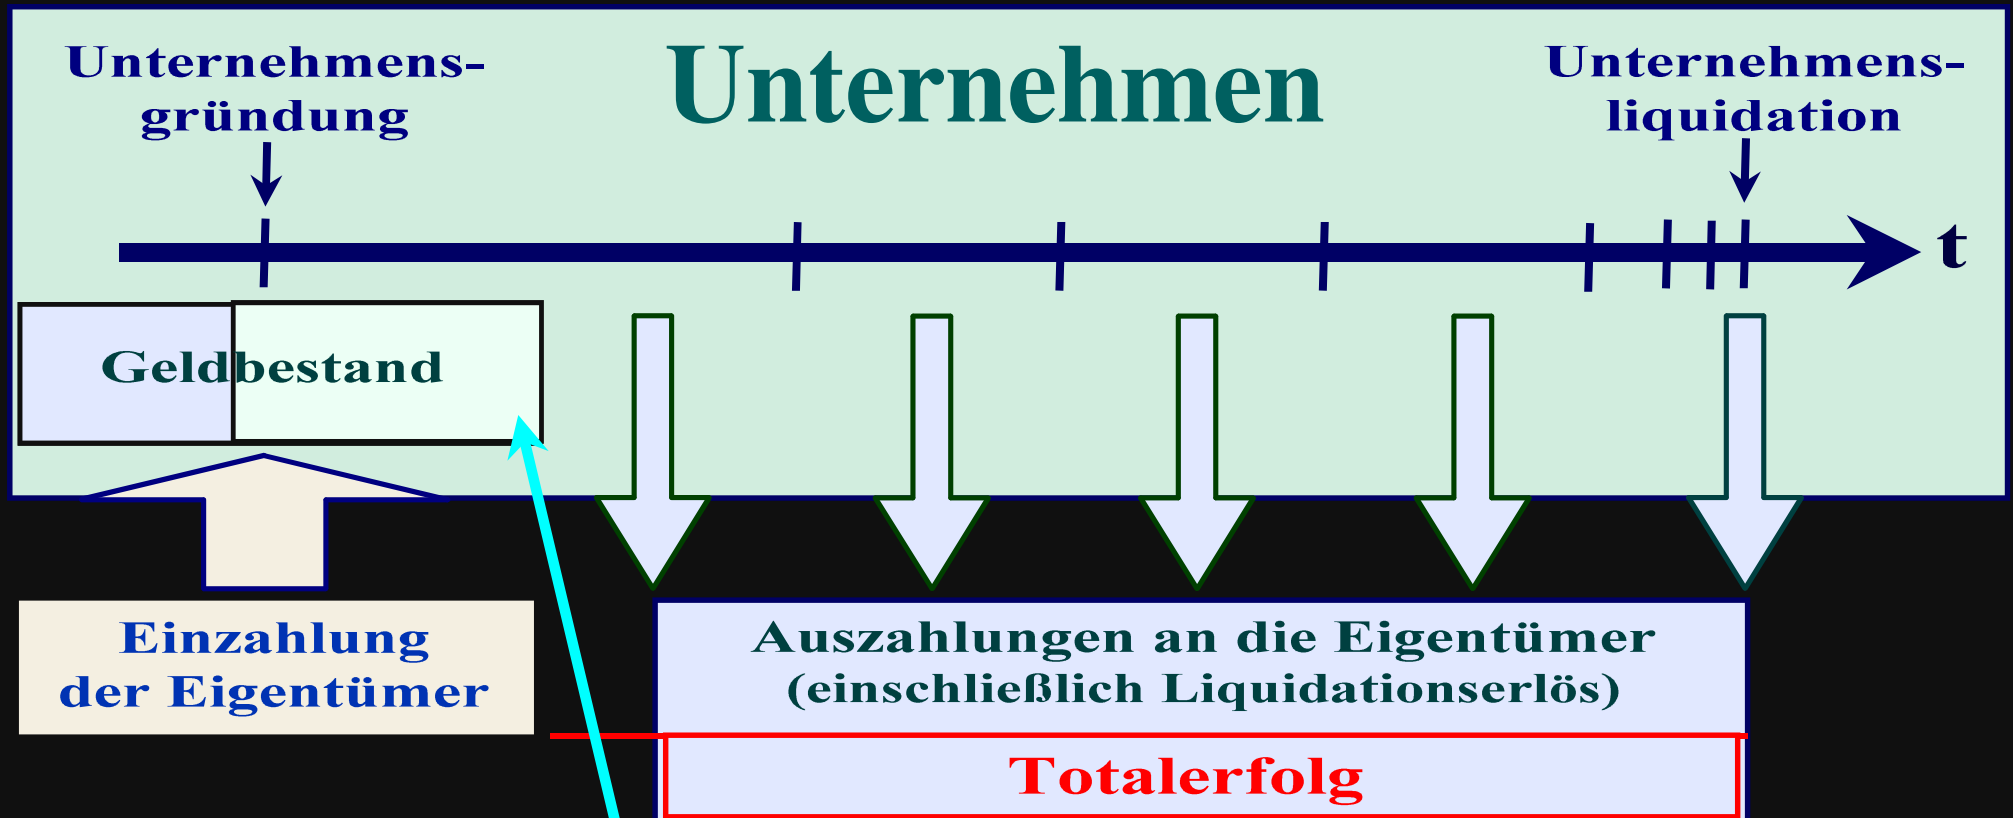 Unternehmen
Unternehmens-
gründung
Unternehmens-
liquidation
t
Geldbestand
Einzahlung
der Eigentümer
Auszahlungen an die Eigentümer
(einschließlich Liquidationserlös)
Totalerfolg